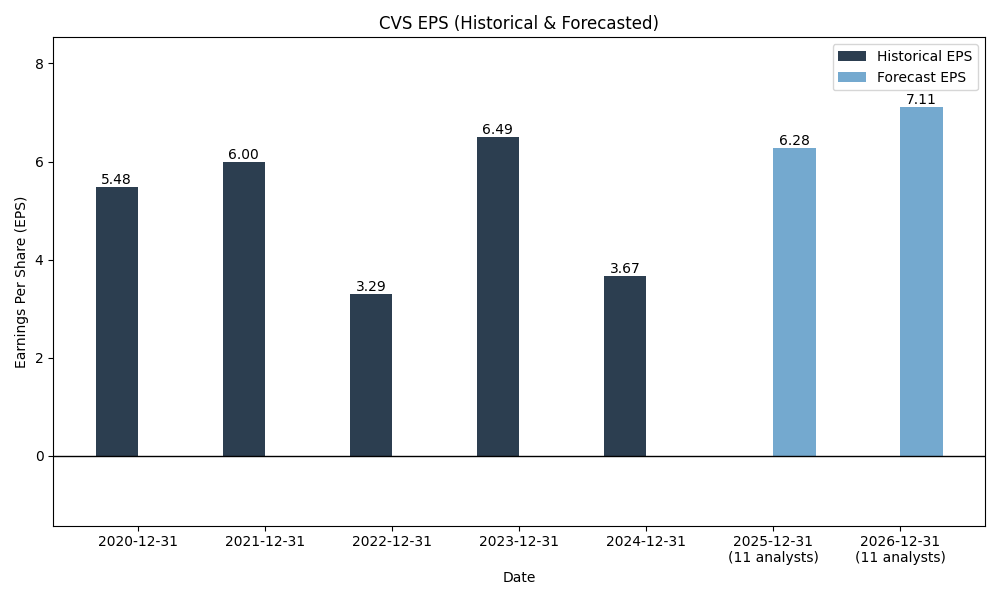 CVS EPS (Historical & Forecasted)
Historical EPS
Forecast EPS
Earnings Per Share (EPS)
8
6
4
2
0
5.48
6.00
3.29
6.49
3.67
6.28
7.11
2020-12-31
2021-12-31
2022-12-31
2023-12-31
2024-12-31
2025-12-31
(11 analysts)
2026-12-31
(11 analysts)
Date